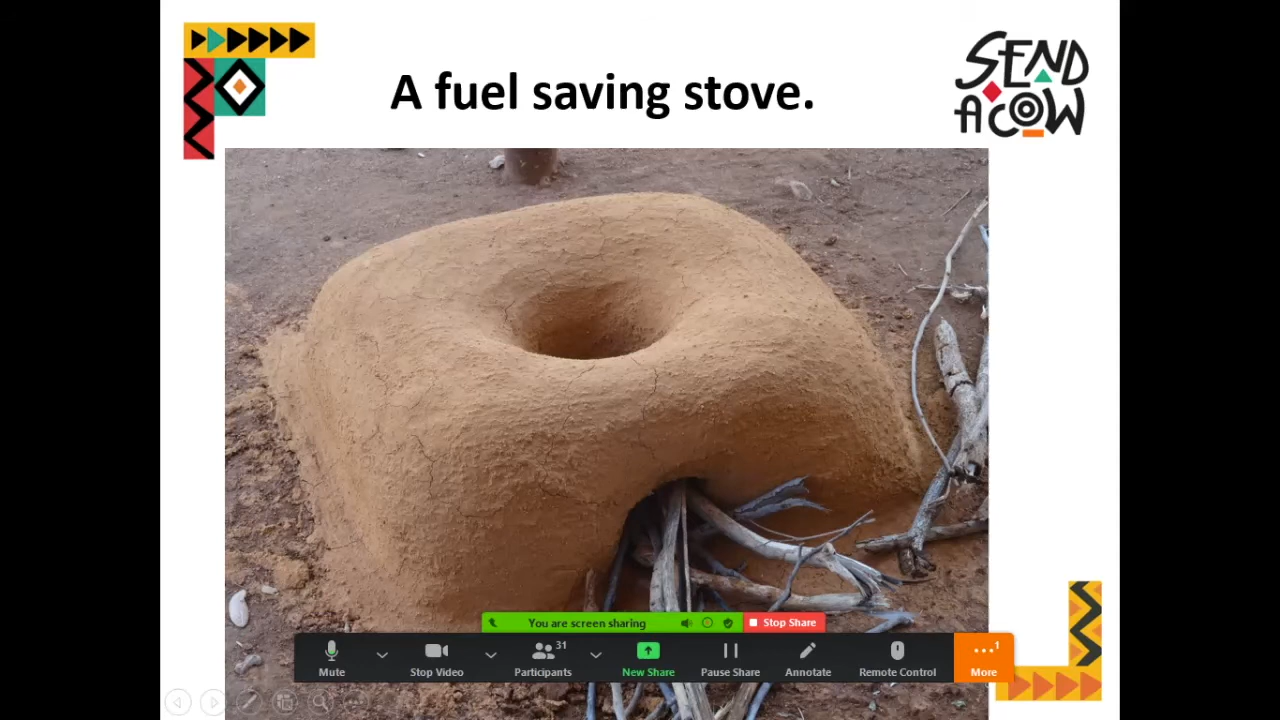 A fuel saving stove.
SEND
A COW
You are screen sharing
Stop Share
Mute
Stop Video
31
Participants
New Share
Pause Share
Annotate
Remote Control
1
More